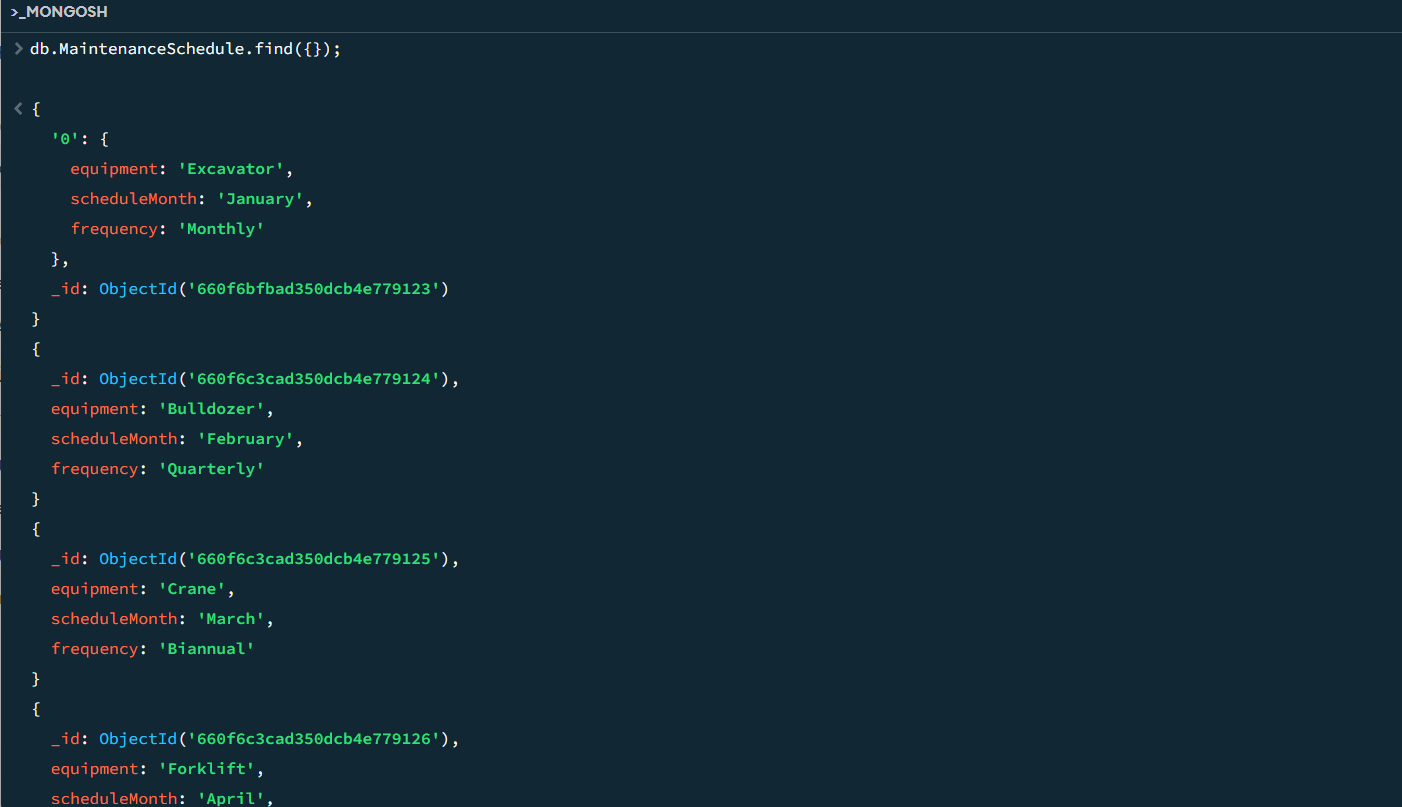 >_MONGOSH
> db.MaintenanceSchedule.find({});
< {
'0': {
equipment: 'Excavator',
scheduleMonth: 'January',
frequency: 'Monthly'
},
_id: ObjectId('660f6bfbad350dcb4e779123')
}
{
_id: ObjectId('660f6c3cad350dcb4e779124'),
equipment: 'Bulldozer',
scheduleMonth: 'February',
frequency: 'Quarterly'
}
{
_id: ObjectId('660f6c3cad350dcb4e779125'),
equipment: 'Crane',
scheduleMonth: 'March',
frequency: 'Biannual'
}
{
_id: ObjectId('660f6c3cad350dcb4e779126'),
equipment: 'Forklift',
scheduleMonth: 'April',